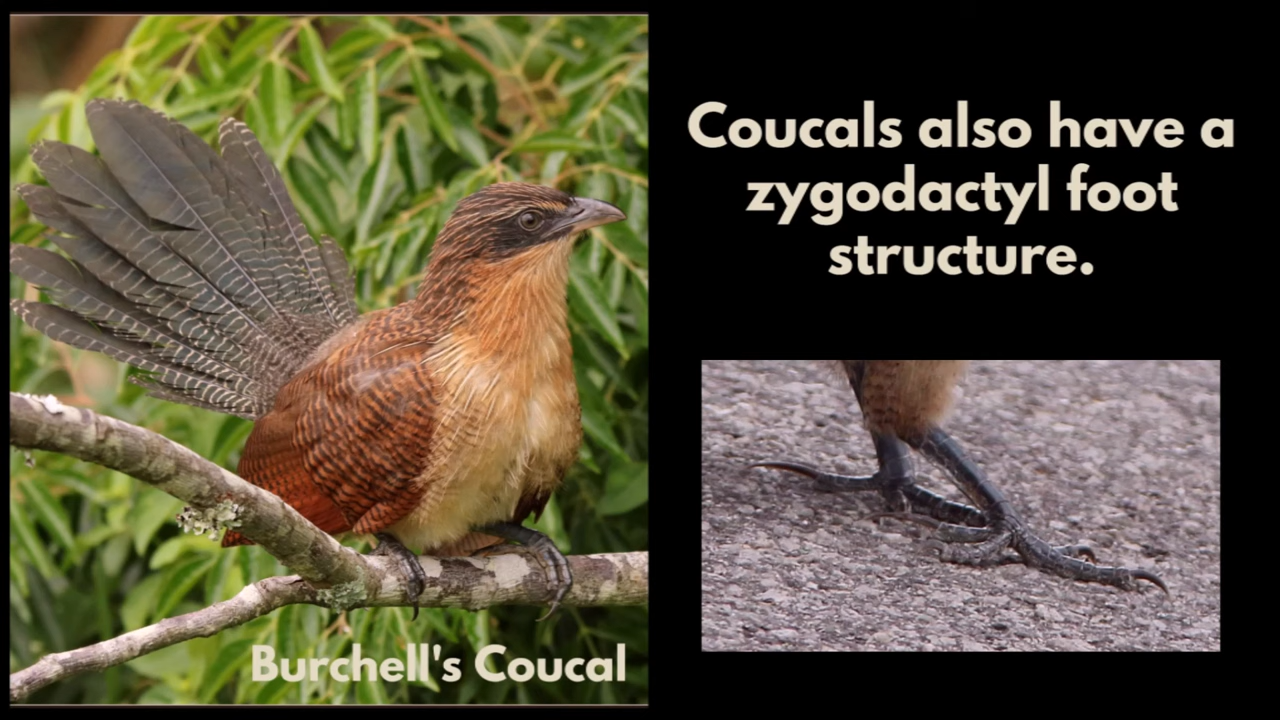 Coucals also have a
zygodactyl foot
structure.
Burchell's Coucal